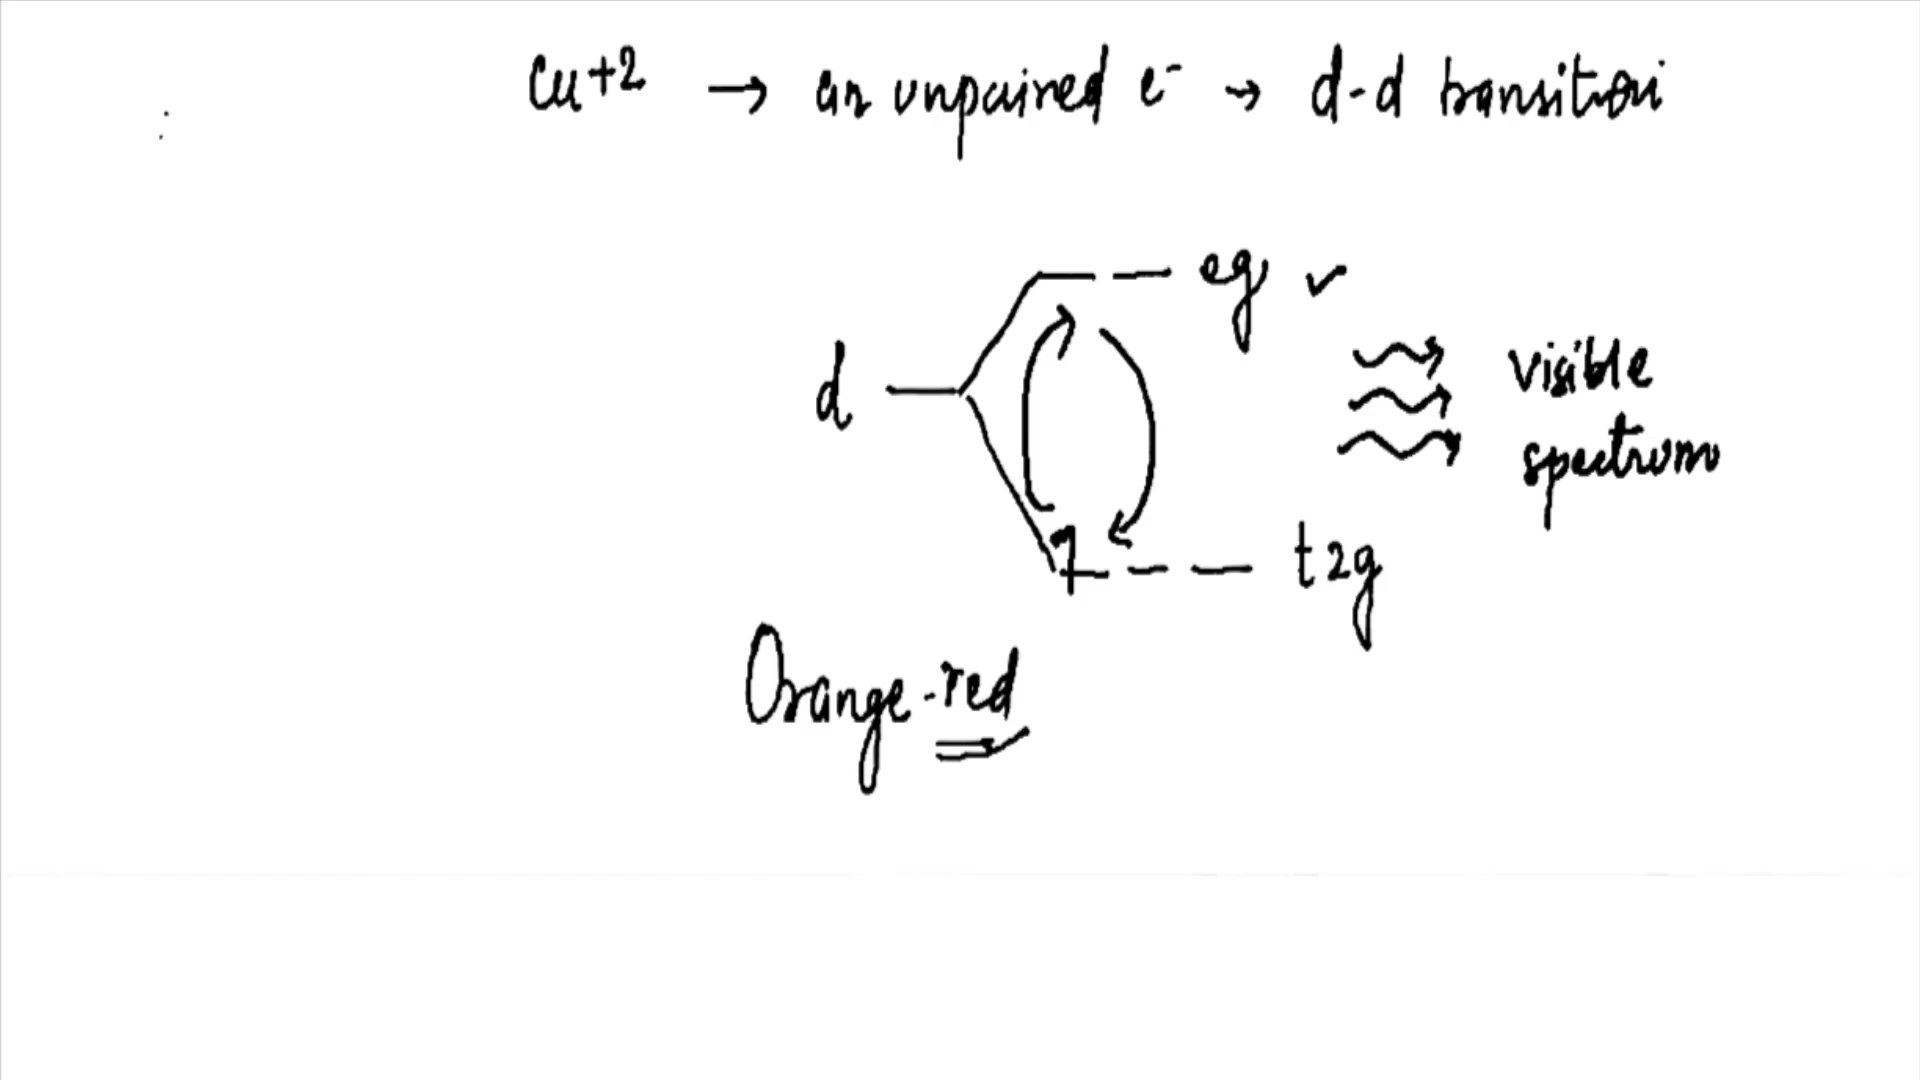 Cu+2 → an unpaired e- → d-d transition
eg ✓
d
visible
spectrum
t2g
Orange-red